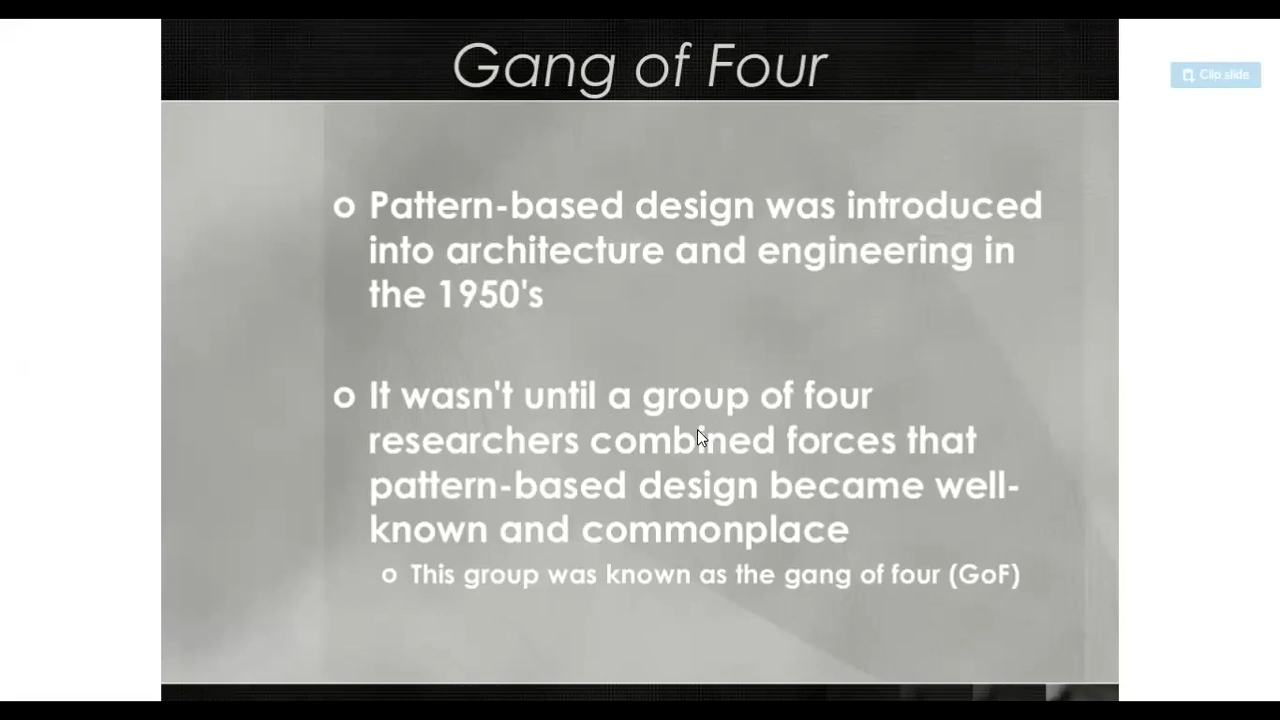 Gang of Four
Clip slide
o Pattern-based design was introduced
into architecture and engineering in
the 1950's
o It wasn't until a group of four
researchers combined forces that
pattern-based design became well-
known and commonplace
o This group was known as the gang of four (GoF)